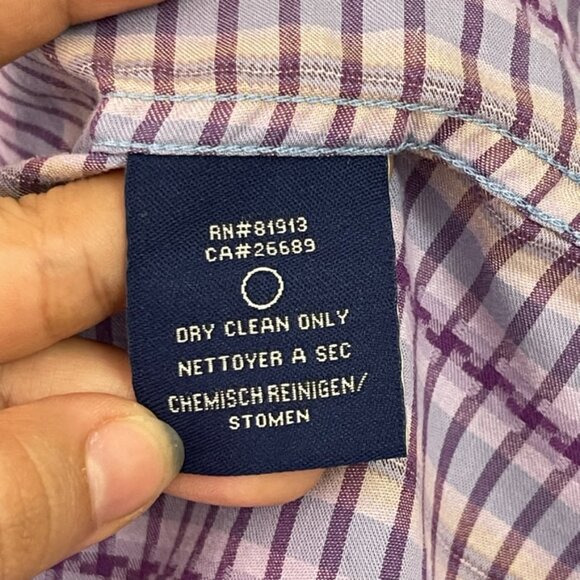 RN#81913
CA#26689
DRY CLEAN ONLY
NETTOYER A SEC
CHEMISCH REINIGEN/
STOMEN